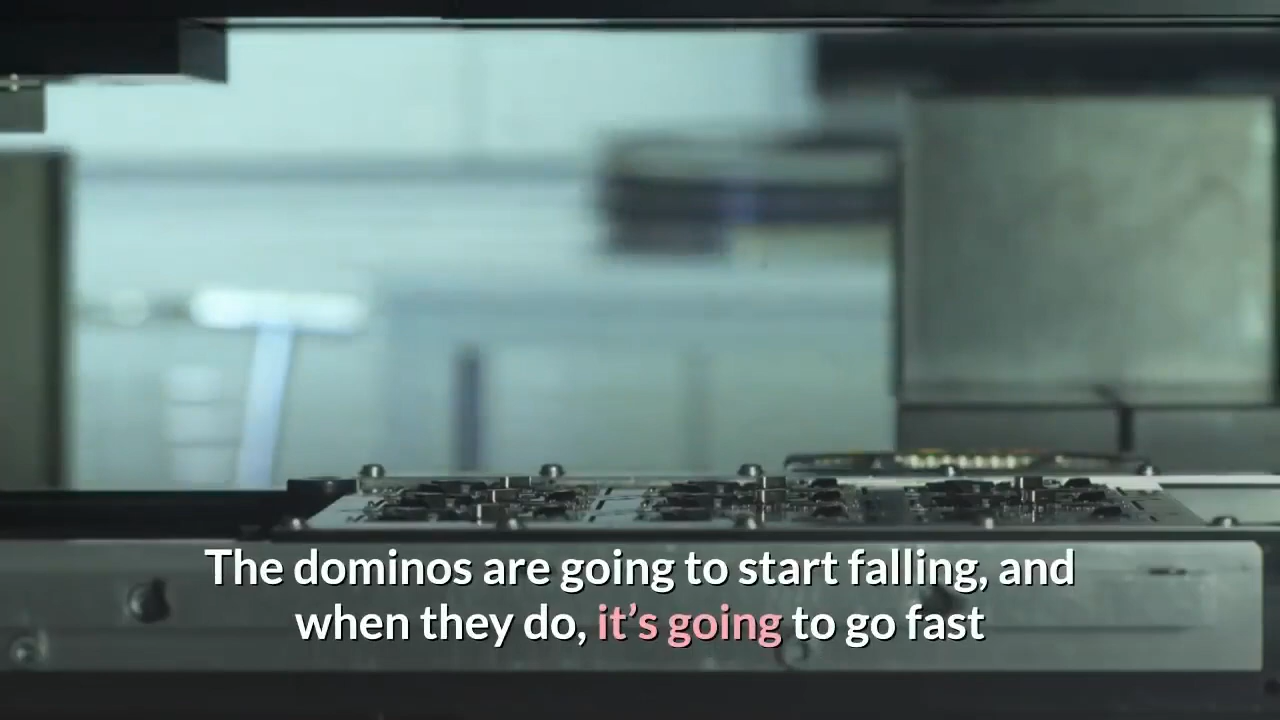 The dominos are going to start falling, and
when they do, it’s going to go fast